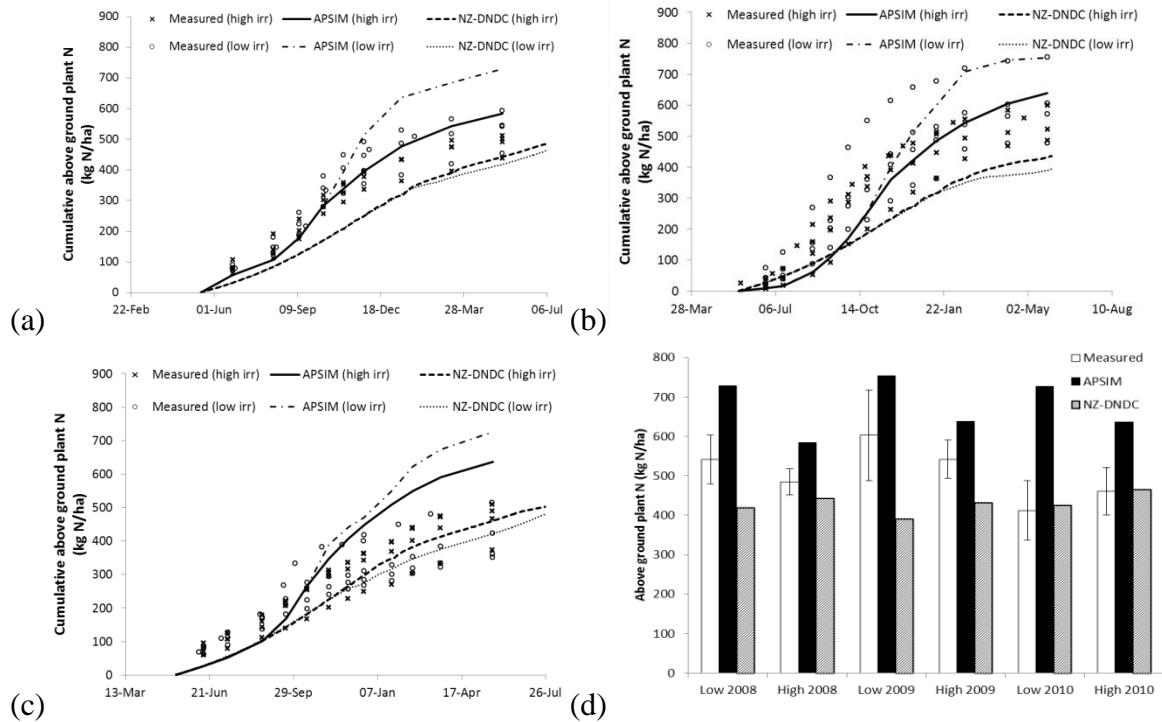 Measured (high irr) APSIM (high irr) NZ-DNDC (high irr)
Measured (low irr) APSIM (low irr) NZ-DNDC (low irr)
Cumulative above ground plant N
(kg N/ha)
900
800
700
600
500
400
300
200
100
0
22-Feb 01-Jun 09-Sep 18-Dec 28-Mar 06-Jul
(a)
Measured (high irr) APSIM (high irr) NZ-DNDC (high irr)
Measured (low irr) APSIM (low irr) NZ-DNDC (low irr)
Cumulative above ground plant N
(kg N/ha)
900
800
700
600
500
400
300
200
100
0
28-Mar 06-Jul 14-Oct 22-Jan 02-May 10-Aug
(b)
Measured (high irr) APSIM (high irr) NZ-DNDC (high irr)
Measured (low irr) APSIM (low irr) NZ-DNDC (low irr)
Cumulative above ground plant N
(kg N/ha)
900
800
700
600
500
400
300
200
100
0
13-Mar 21-Jun 29-Sep 07-Jan 17-Apr 26-Jul
(c)
Measured
APSIM
NZ-DNDC
Above ground plant N (kg N/ha)
800
700
600
500
400
300
200
100
0
Low 2008 High 2008 Low 2009 High 2009 Low 2010 High 2010
(d)